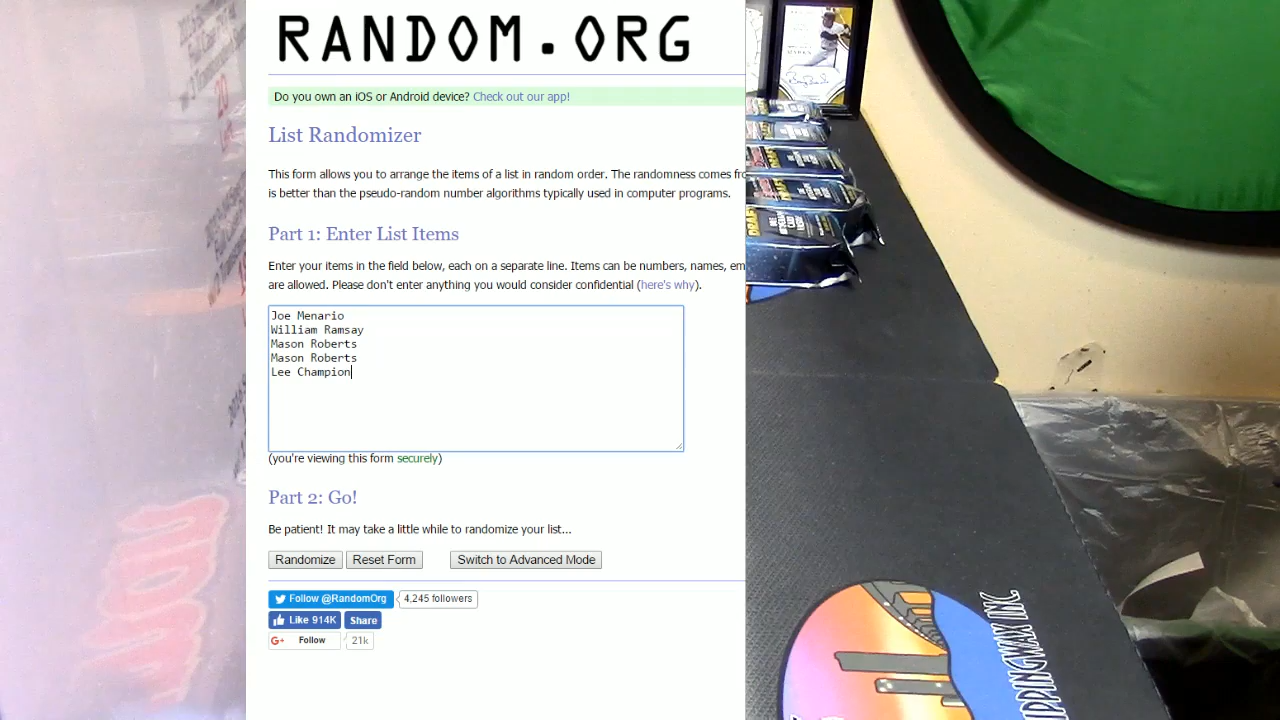 RANDOM.ORG
Do you own an iOS or Android device? Check out our app!
List Randomizer
This form allows you to arrange the items of a list in random order. The randomness comes
is better than the pseudo-random number algorithms typically used in computer programs.
Part 1: Enter List Items
Enter your items in the field below, each on a separate line. Items can be numbers, names,
are allowed. Please don't enter anything you would consider confidential (here's why).
Joe Menario
William Ramsay
Mason Roberts
Mason Roberts
Lee Champion
(you're viewing this form securely)
Part 2: Go!
Be patient! It may take a little while to randomize your list...
Randomize Reset Form Switch to Advanced Mode
Follow @RandomOrg 4,245 followers
Like 914K Share
G+ Follow 21k